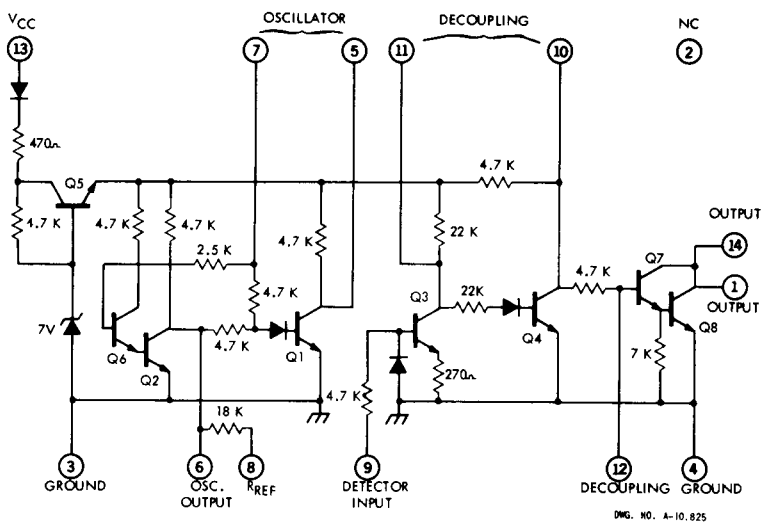 VCC
OSCILLATOR
DECOUPLING
NC
13
7
5
11
10
2
470Ω
Q5
4.7 K
4.7 K
4.7 K
4.7 K
4.7 K
22 K
2.5 K
4.7 K
OUTPUT
14
Q7
4.7 K
1
OUTPUT
7V
Q6
Q2
4.7 K
Q1
Q3
22K
Q4
Q8
7 K
270Ω
4.7 K
18 K
3
6
8
9
12
4
GROUND
OSC.
OUTPUT
RREF
DETECTOR
INPUT
DECOUPLING
GROUND
DWG. NO. A-10,825